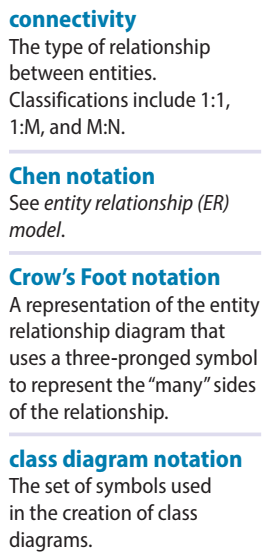 connectivity
The type of relationship
between entities.
Classifications include 1:1,
1:M, and M:N.
Chen notation
See entity relationship (ER)
model.
Crow’s Foot notation
A representation of the entity
relationship diagram that
uses a three-pronged symbol
to represent the “many” sides
of the relationship.
class diagram notation
The set of symbols used
in the creation of class
diagrams.